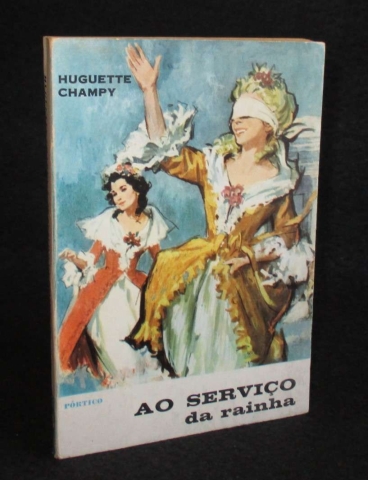 HUGUETTE
CHAMPY
PÓRTICO
AO SERVIÇO
da rainha